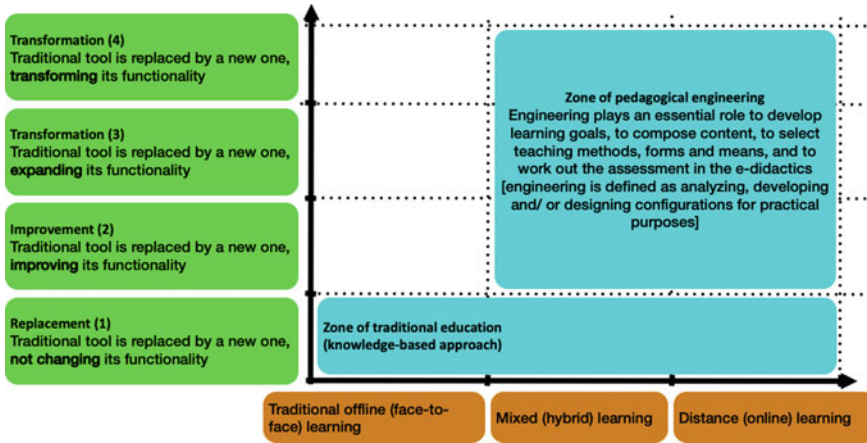 Transformation (4)
Traditional tool is replaced by a new one,
transforming its functionality
Transformation (3)
Traditional tool is replaced by a new one,
expanding its functionality
Improvement (2)
Traditional tool is replaced by a new one,
improving its functionality
Replacement (1)
Traditional tool is replaced by a new one,
not changing its functionality
Zone of pedagogical engineering
Engineering plays an essential role to develop
learning goals, to compose content, to select
teaching methods, forms and means, and to
work out the assessment in the e-didactics
[engineering is defined as analyzing, developing
and/ or designing configurations for practical
purposes]
Zone of traditional education
(knowledge-based approach)
Traditional offline (face-to-
face) learning
Mixed (hybrid) learning
Distance (online) learning